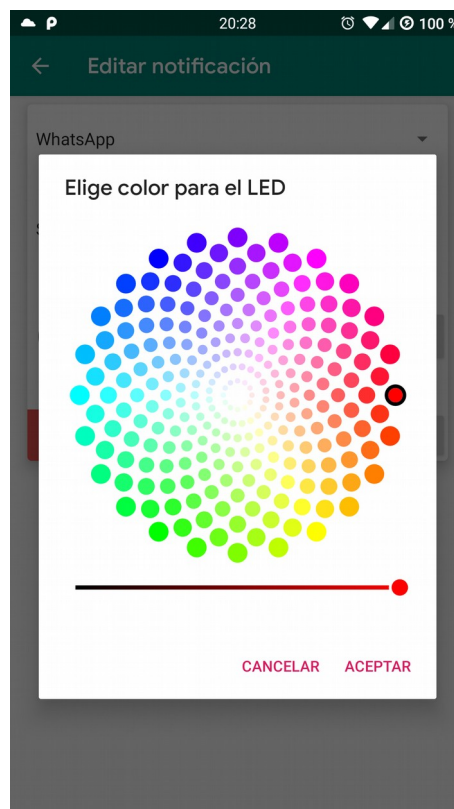 20:28
100 %
Editar notificación
WhatsApp
Elige color para el LED
CANCELAR ACEPTAR